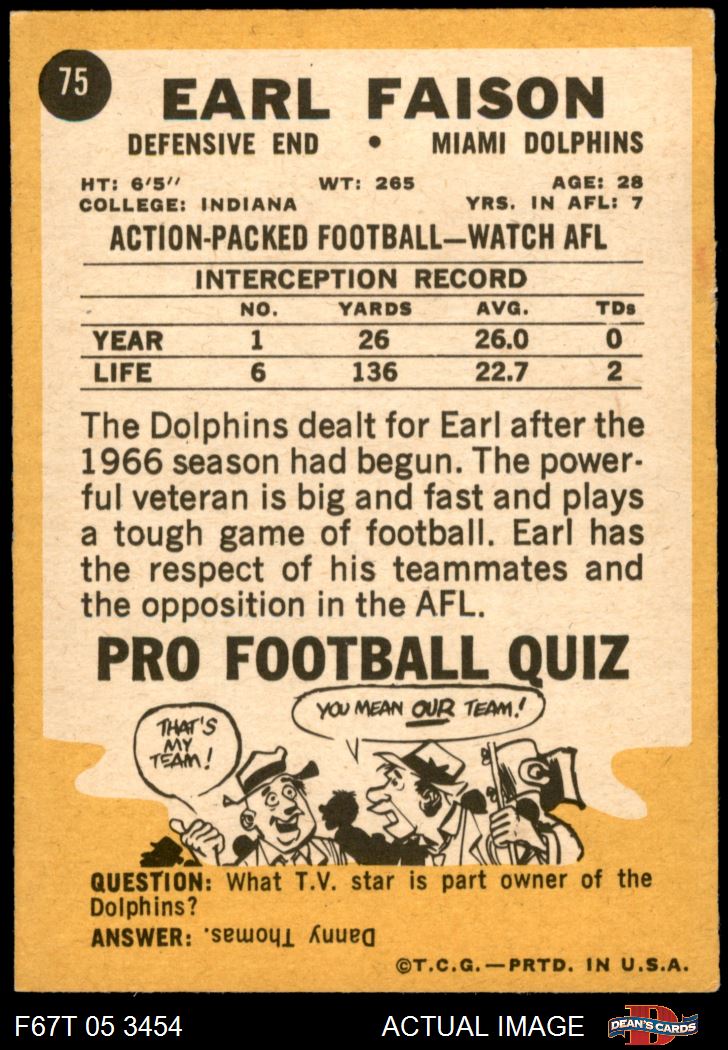 75
EARL FAISON
DEFENSIVE END • MIAMI DOLPHINS
HT: 6'5'' WT: 265 AGE: 28
COLLEGE: INDIANA YRS. IN AFL: 7
ACTION-PACKED FOOTBALL—WATCH AFL
INTERCEPTION RECORD
NO. YARDS AVG. TDs
YEAR 1 26 26.0 0
LIFE 6 136 22.7 2
The Dolphins dealt for Earl after the
1966 season had begun. The power-
ful veteran is big and fast and plays
a tough game of football. Earl has
the respect of his teammates and
the opposition in the AFL.
PRO FOOTBALL QUIZ
THAT'S
MY
TEAM!
YOU MEAN OUR TEAM!
QUESTION: What T.V. star is part owner of the
Dolphins?
ANSWER: Danny Thomas.
©T.C.G.—PRTD. IN U.S.A.
F67T 05 3454 ACTUAL IMAGE D DEAN'S CARDS